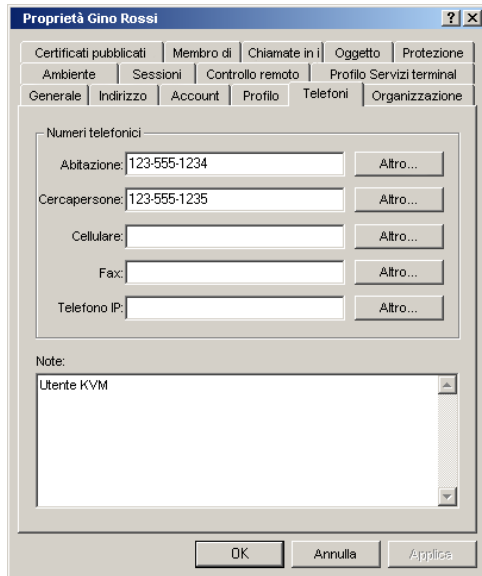 Proprietà Gino Rossi
Certificati pubblicati Membro di Chiamate in i Oggetto Protezione
Ambiente Sessioni Controllo remoto Profilo Servizi terminal
Generale Indirizzo Account Profilo Telefoni Organizzazione
Numeri telefonici
Abitazione: 123-555-1234 Altro...
Cercapersone: 123-555-1235 Altro...
Cellulare: Altro...
Fax: Altro...
Telefono IP: Altro...
Note:
Utente KVM
OK Annulla Applica